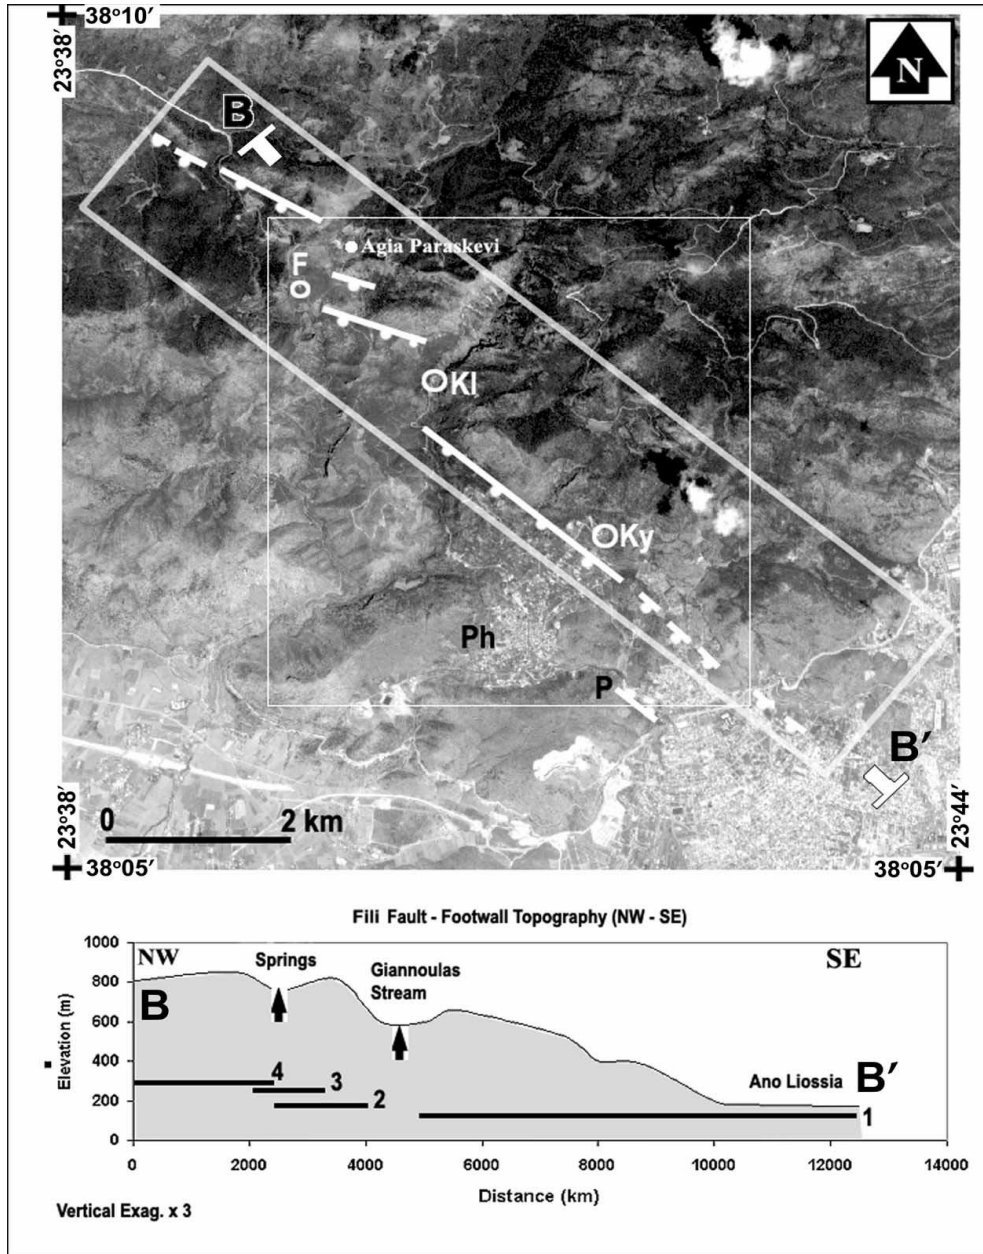 38°10′
23°38′
N
B
Agia Paraskevi
F
Kl
Ky
Ph
P
B′
0 2 km
23°38′
23°44′
38°05′
38°05′
Fili Fault - Footwall Topography (NW - SE)
1000
800
600
400
200
0
Elevation (m)
NW
SE
Springs
Giannoulas
Stream
B
4
3
2
Ano Liossia
B′
1
0 2000 4000 6000 8000 10000 12000 14000
Distance (km)
Vertical Exag. x 3